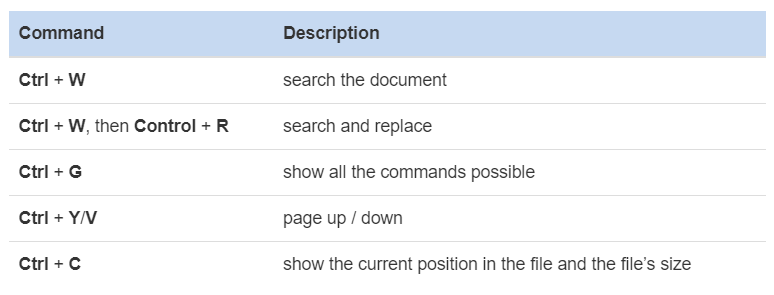 Command Description
Ctrl + W search the document
Ctrl + W, then Control + R search and replace
Ctrl + G show all the commands possible
Ctrl + Y/V page up / down
Ctrl + C show the current position in the file and the file’s size